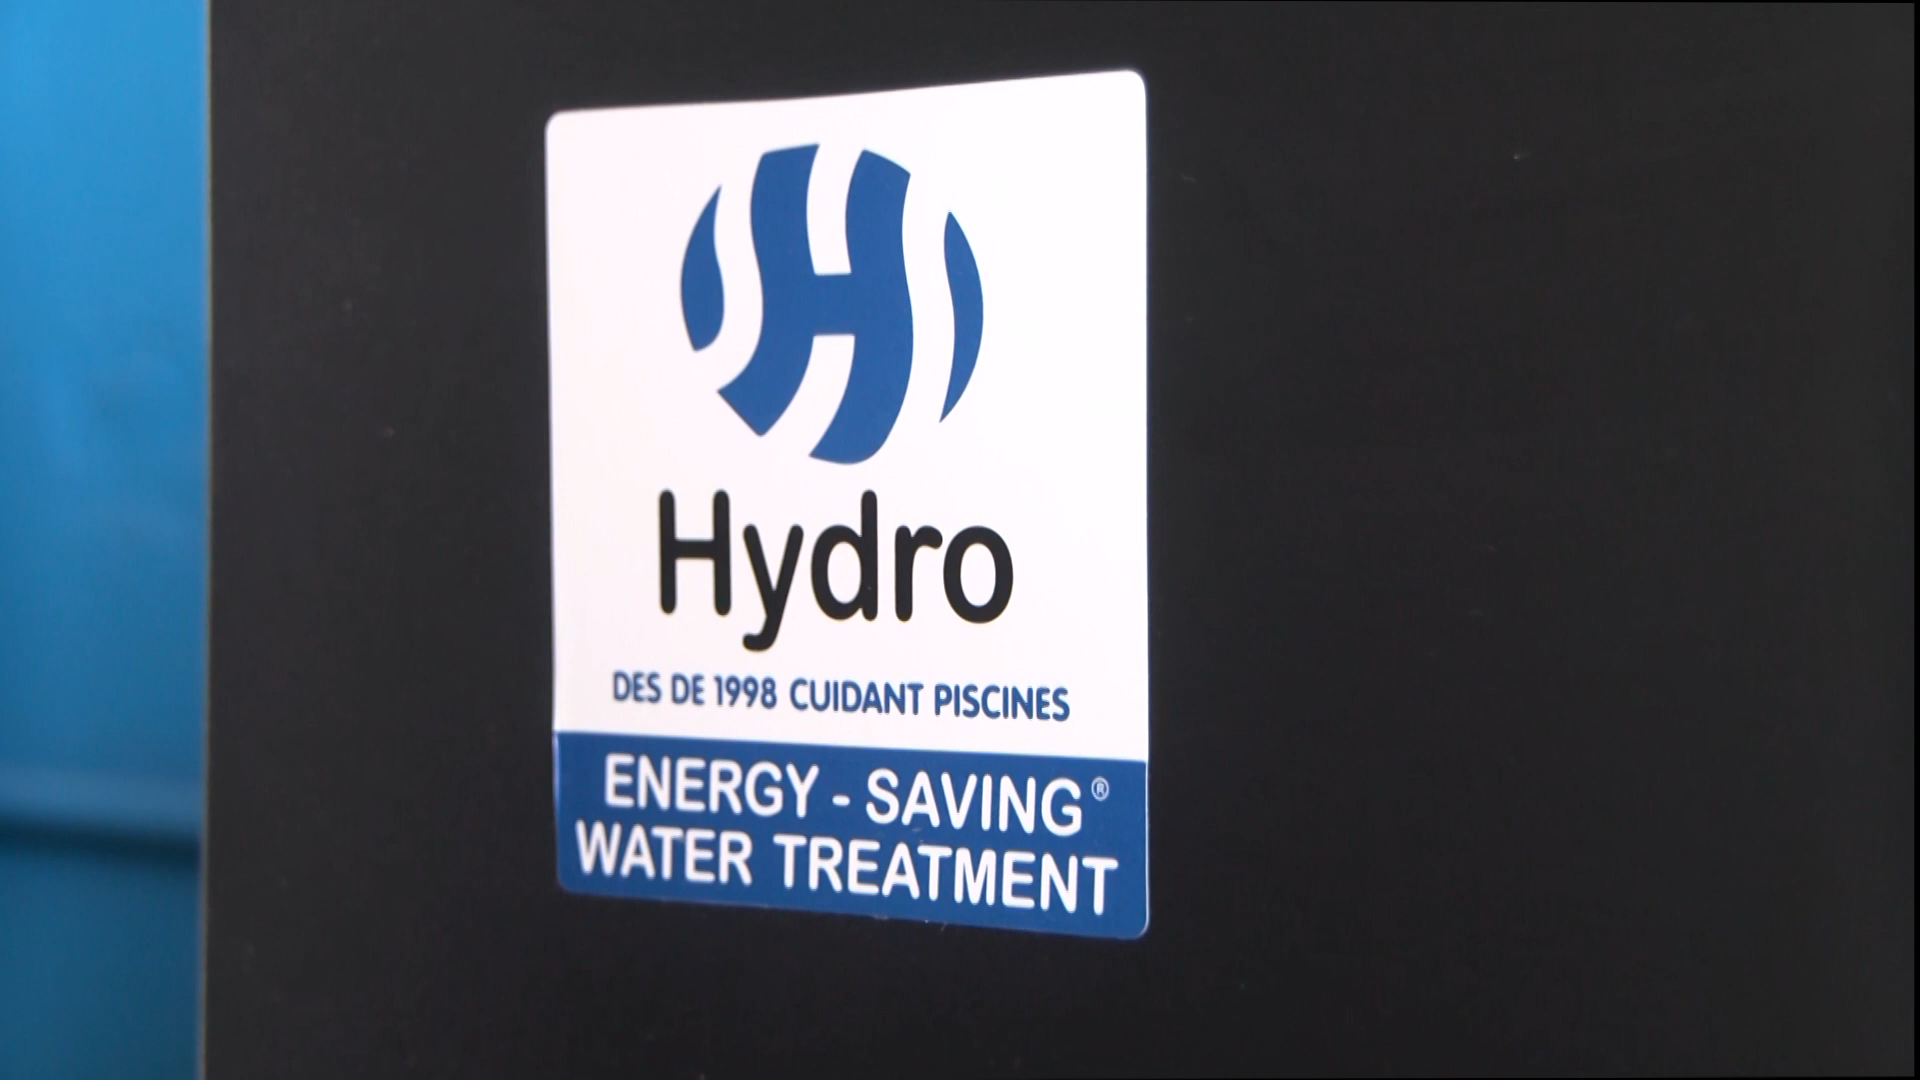 Hydro
DES DE 1998 CUIDANT PISCINES
ENERGY - SAVING®
WATER TREATMENT